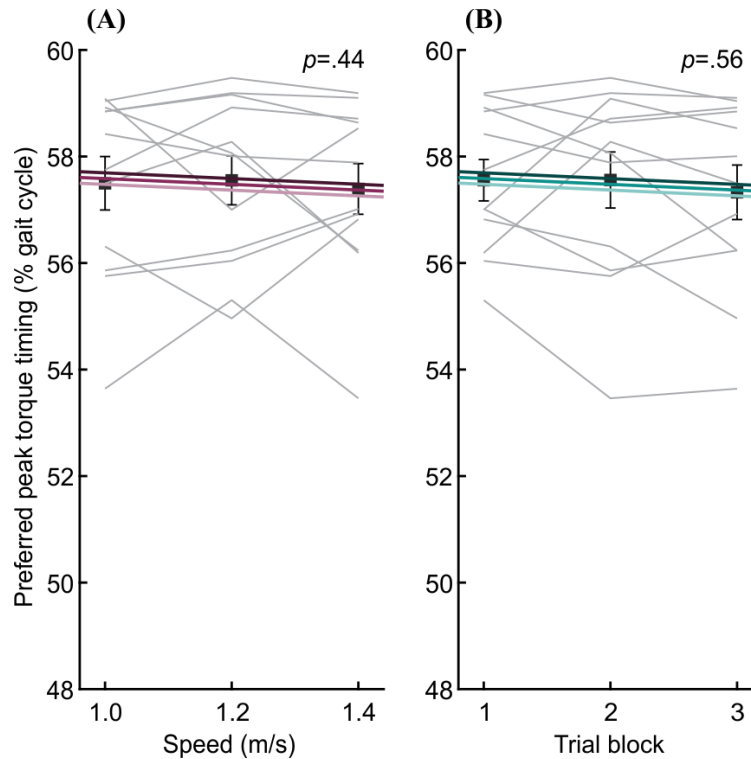 (A)
(B)
p=.44
p=.56
Preferred peak torque timing (% gait cycle)
60
58
56
54
52
50
48
1.0
1.2
1.4
Speed (m/s)
60
58
56
54
52
50
48
1
2
3
Trial block